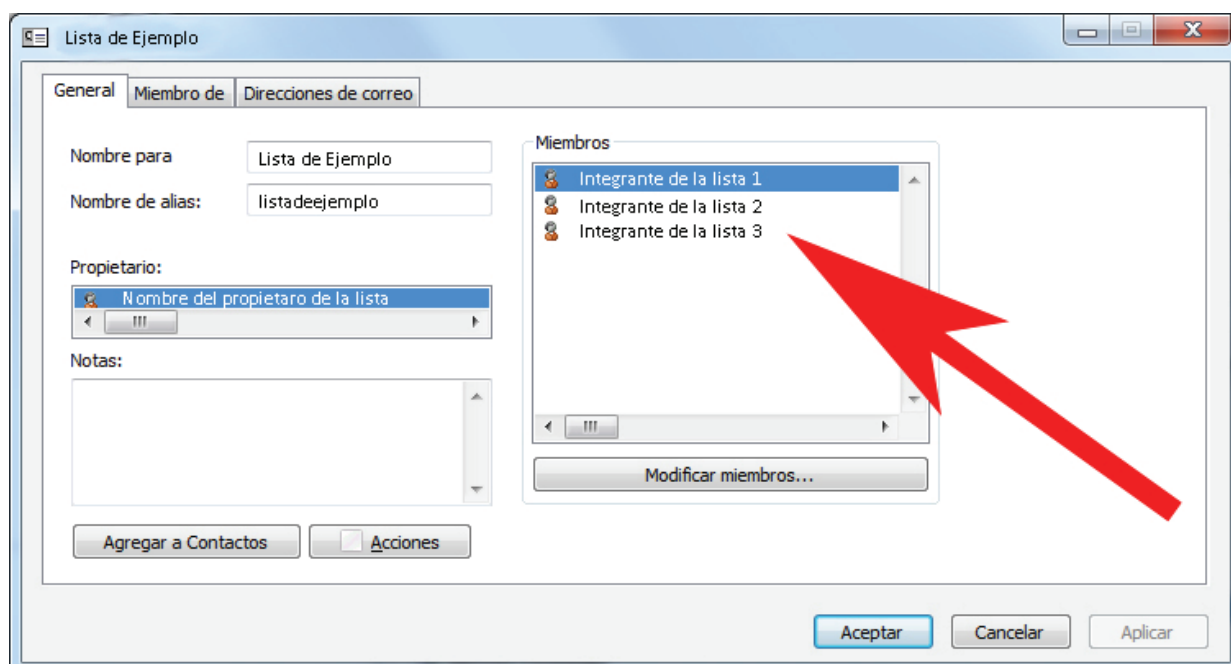 Lista de Ejemplo
General
Miembro de
Direcciones de correo
Nombre para
Lista de Ejemplo
Nombre de alias:
listadeejemplo
Propietario:
Nombre del propietaro de la lista
Notas:
Agregar a Contactos
Acciones
Miembros
Integrante de la lista 1
Integrante de la lista 2
Integrante de la lista 3
Modificar miembros...
Aceptar
Cancelar
Aplicar